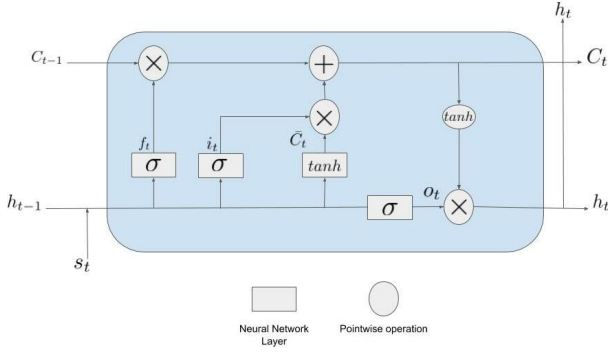 h_t
C_{t-1}
×
+
C_t
×
tanh
f_t
i_t
C̃_t
σ
σ
tanh
h_{t-1}
σ
o_t
×
h_t
s_t
Neural Network
Layer
Pointwise operation